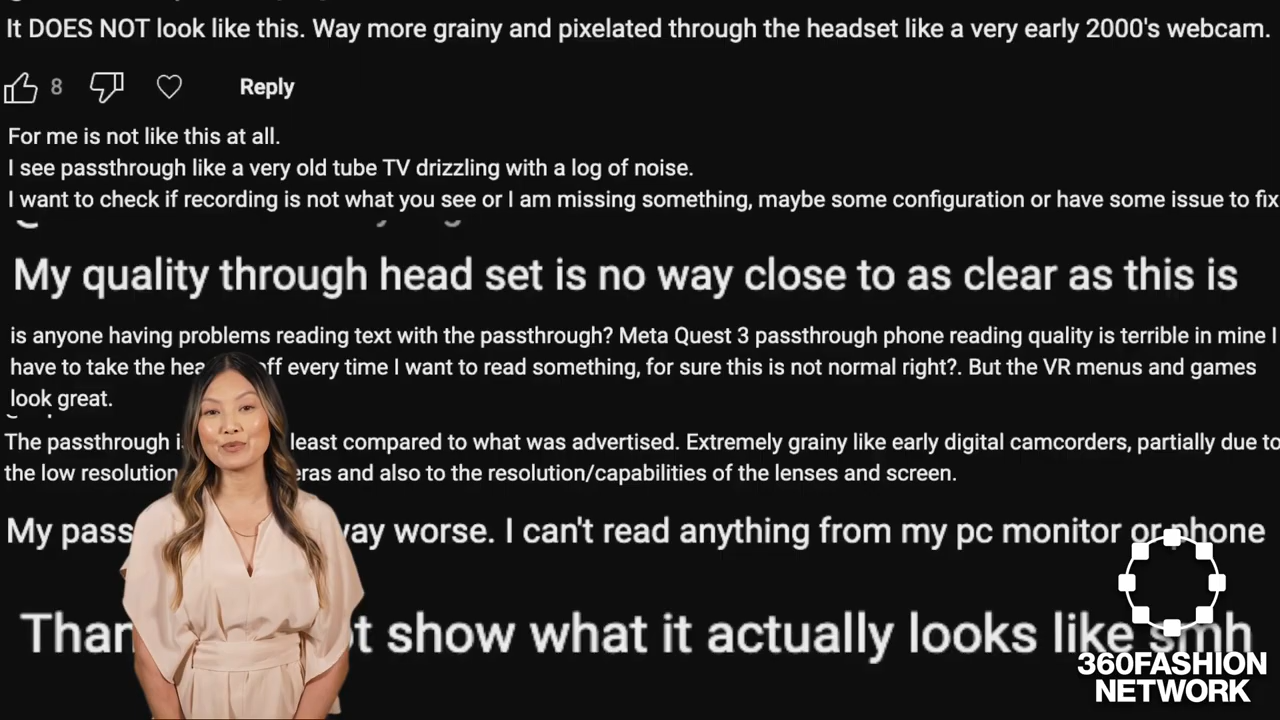 It DOES NOT look like this. Way more grainy and pixelated through the headset like a very early 2000's webcam.
8 Reply
For me is not like this at all.
I see passthrough like a very old tube TV drizzling with a log of noise.
I want to check if recording is not what you see or I am missing something, maybe some configuration or have some issue to fix
My quality through head set is no way close to as clear as this is
is anyone having problems reading text with the passthrough? Meta Quest 3 passthrough phone reading quality is terrible in mine I
have to take the off every time I want to read something, for sure this is not normal right?. But the VR menus and games
look great.
The passthrough least compared to what was advertised. Extremely grainy like early digital camcorders, partially due to
the low resolution and also to the resolution/capabilities of the lenses and screen.
My worse. I can't read anything from my pc monitor or phone
show what it actually looks like smh
360FASHION
NETWORK